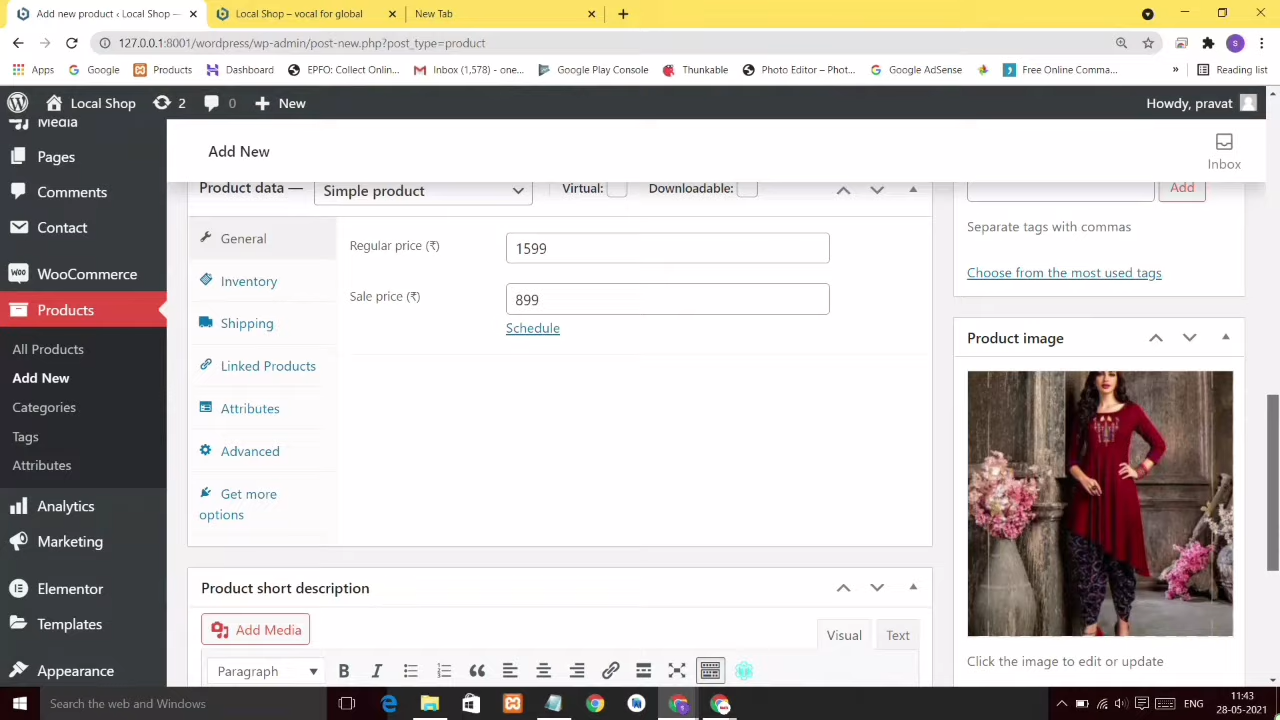 Add new product ‹ Local Shop —
Local Shop – vocal for global
New Tab
127.0.0.1:8001/wordpress/wp-admin/post-new.php?post_type=product
S
Apps
Google
Products
Dashboard
EPFO: Collect Onlin...
Inbox (1,578) - one...
Google Play Console
Thunkable
Photo Editor – Phot...
Google AdSense
Free Online Comma...
»
Reading list
Local Shop
2
0
New
Howdy, pravat
Media
Pages
Comments
Contact
WooCommerce
Products
All Products
Add New
Categories
Tags
Attributes
Analytics
Marketing
Elementor
Templates
Appearance
Add New
Inbox
Product data —
Simple product
Virtual:
Downloadable:
General
Inventory
Shipping
Linked Products
Attributes
Advanced
Get more
options
Regular price (₹)
1599
Sale price (₹)
899
Schedule
Product short description
Add Media
Visual
Text
Paragraph
Add
Separate tags with commas
Choose from the most used tags
Product image
Click the image to edit or update
Search the web and Windows
ENG
11:43
28-05-2021